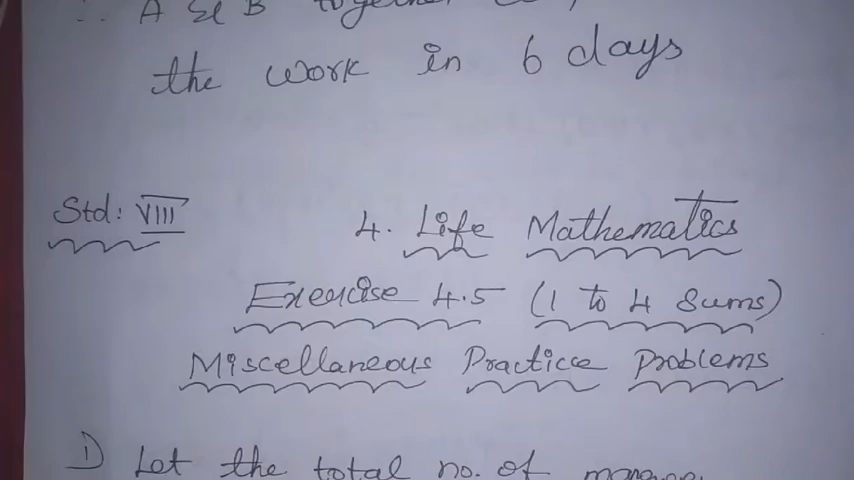 ∴ A & B together
the work in 6 days
Std: VIII
4. Life Mathematics
Exercise 4.5 (1 to 4 Sums)
Miscellaneous Practice Problems
1) Let the total no. of